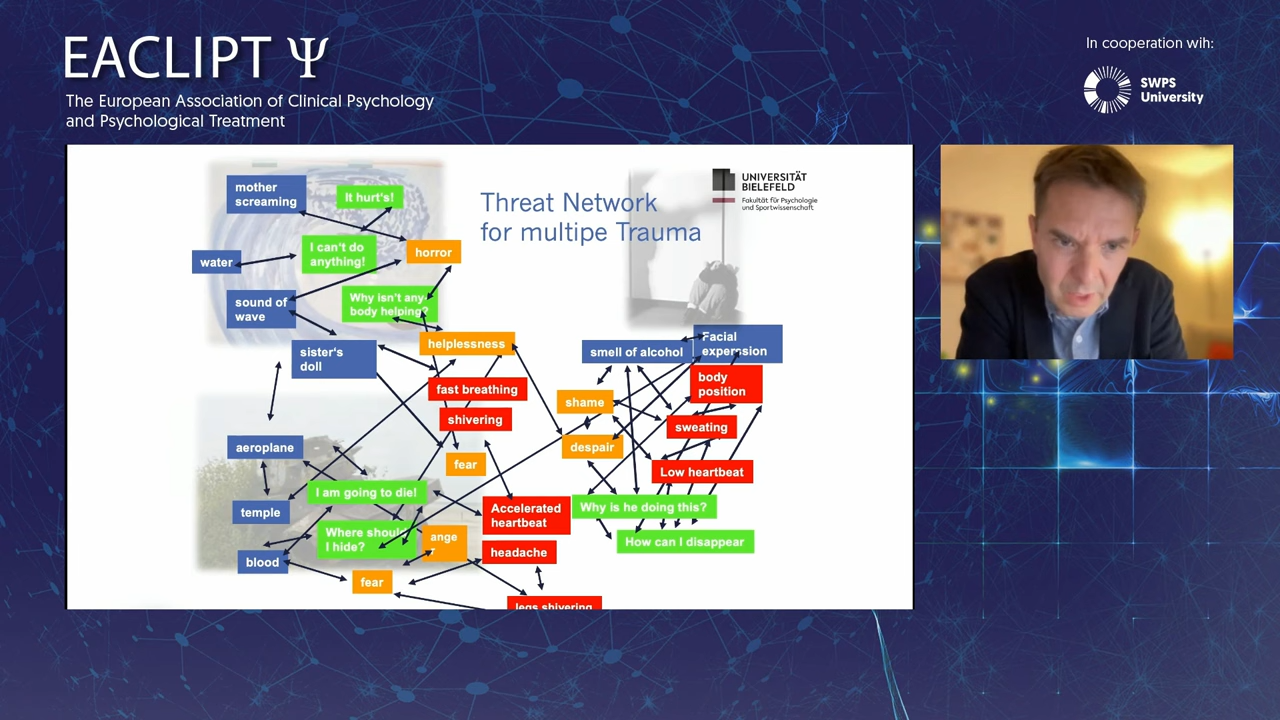 EACLIPT Ψ
The European Association of Clinical Psychology
and Psychological Treatment
In cooperation wih:
SWPS
University
UNIVERSITÄT
BIELEFELD
Fakultät für Psychologie
und Sportwissenschaft
Threat Network
for multipe Trauma
mother
screaming
It hurt's!
I can't do
anything!
horror
water
sound of
wave
Why isn't any-
body helping?
helplessness
sister's
doll
fast breathing
shivering
fear
smell of alcohol
Facial
expension
body
position
shame
sweating
despair
Low heartbeat
Why is he doing this?
How can I disappear
aeroplane
I am going to die!
temple
Where should
I hide?
ange
r
Accelerated
heartbeat
blood
headache
fear
legs shivering